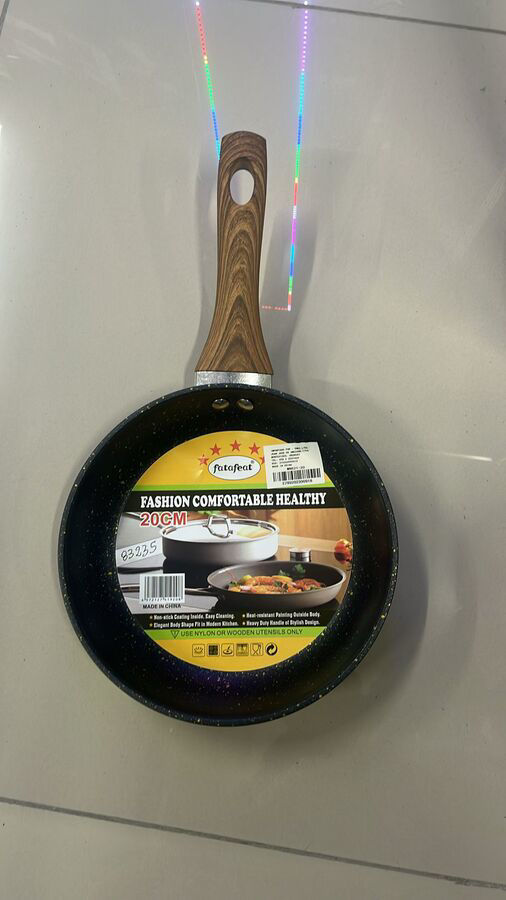 fatafeat
FASHION COMFORTABLE HEALTHY
20CM
83235
MADE IN CHINA
★ Non-stick Coating Inside. Easy Cleaning.
★ Heat-resistant Painting Outside Body.
★ Elegant Body Shape Fit in Modern Kitchen.
★ Heavy Duty Handle of Stylish Design.
USE NYLON OR WOODEN UTENSILS ONLY